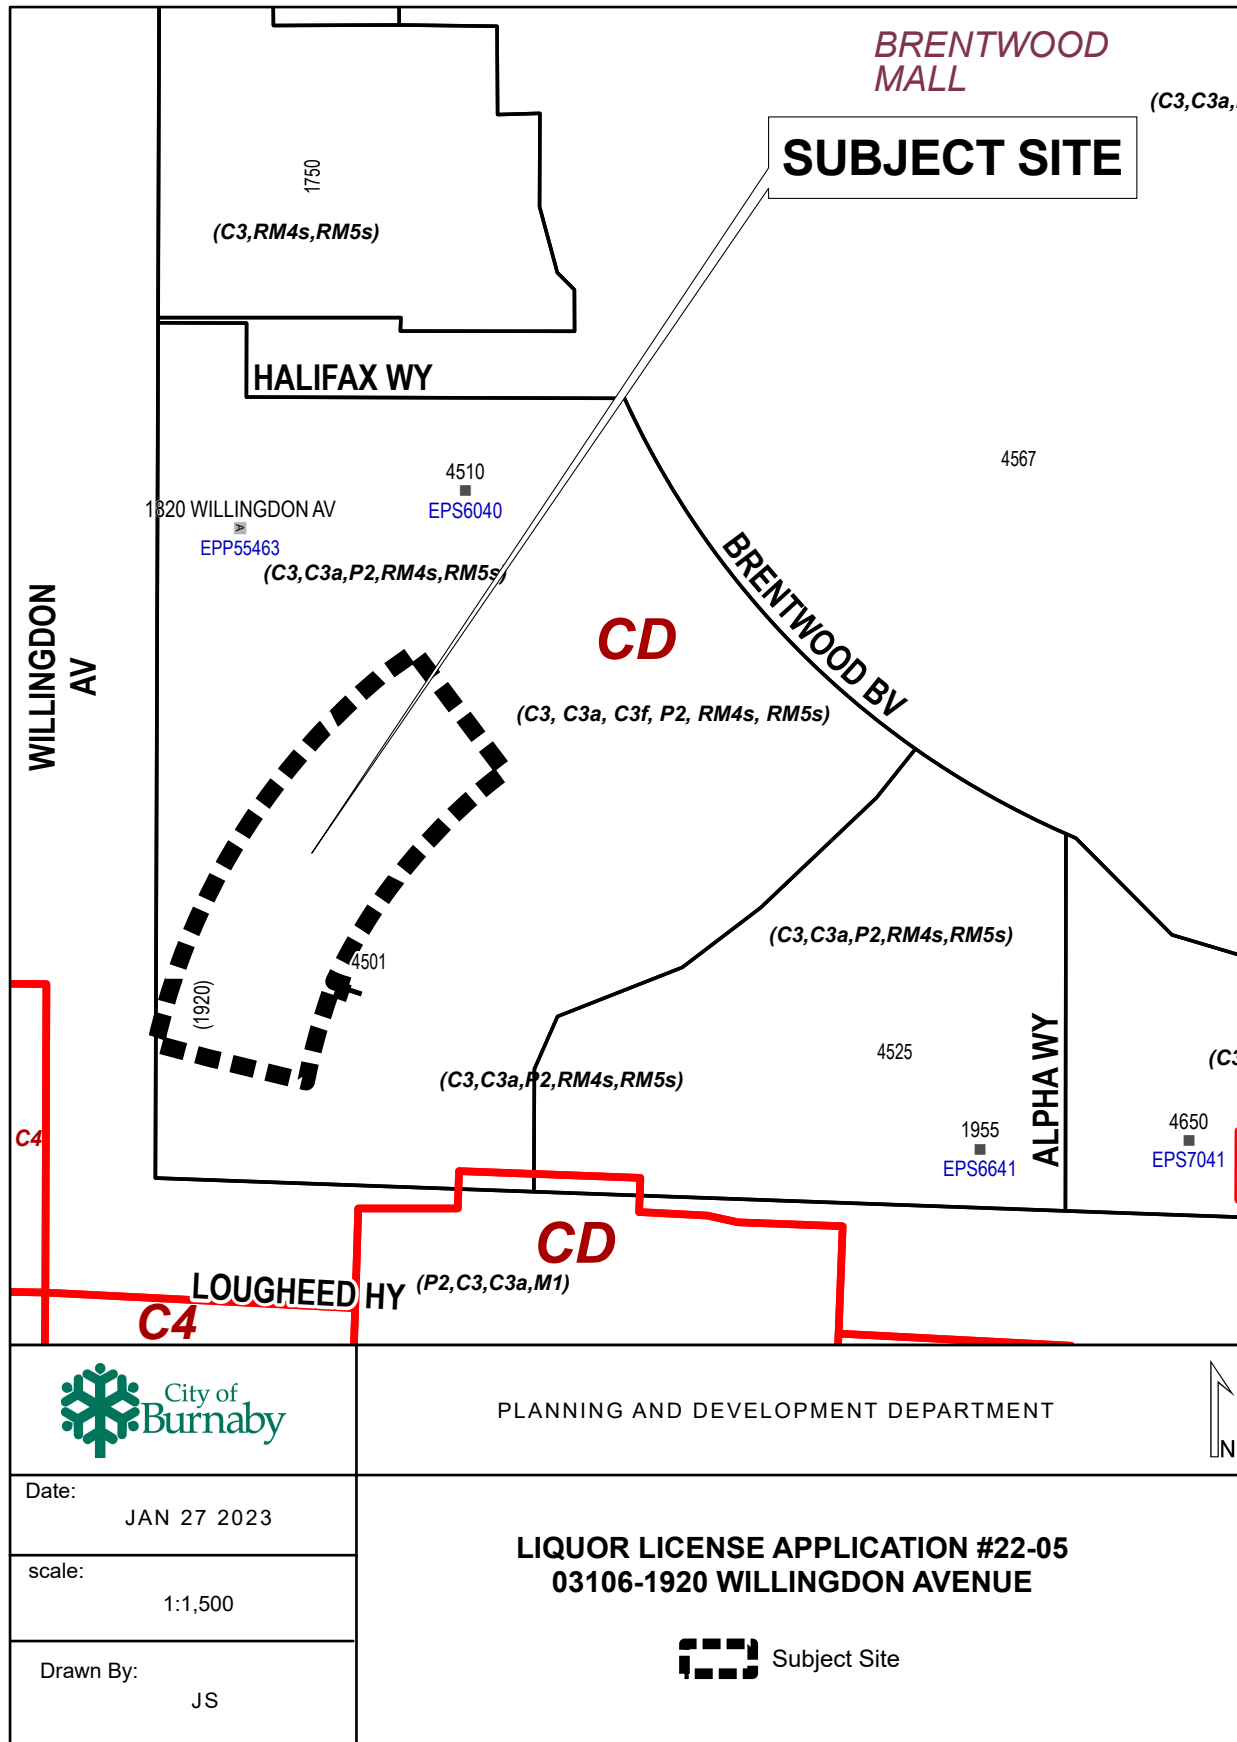 BRENTWOOD
MALL
(C3,C3a,
SUBJECT SITE
1750
(C3,RM4s,RM5s)
HALIFAX WY
4567
4510
EPS6040
1820 WILLINGDON AV
A
EPP55463
(C3,C3a,P2,RM4s,RM5s)
BRENTWOOD BV
WILLINGDON
AV
CD
(C3, C3a, C3f, P2, RM4s, RM5s)
(C3,C3a,P2,RM4s,RM5s)
4501
(1920)
ALPHA WY
4525
(C3
(C3,C3a,P2,RM4s,RM5s)
C4
1955
EPS6641
4650
EPS7041
CD
(P2,C3,C3a,M1)
LOUGHEED HY
C4
City of
Burnaby
PLANNING AND DEVELOPMENT DEPARTMENT
N
Date:
JAN 27 2023
scale:
1:1,500
Drawn By:
JS
LIQUOR LICENSE APPLICATION #22-05
03106-1920 WILLINGDON AVENUE
Subject Site